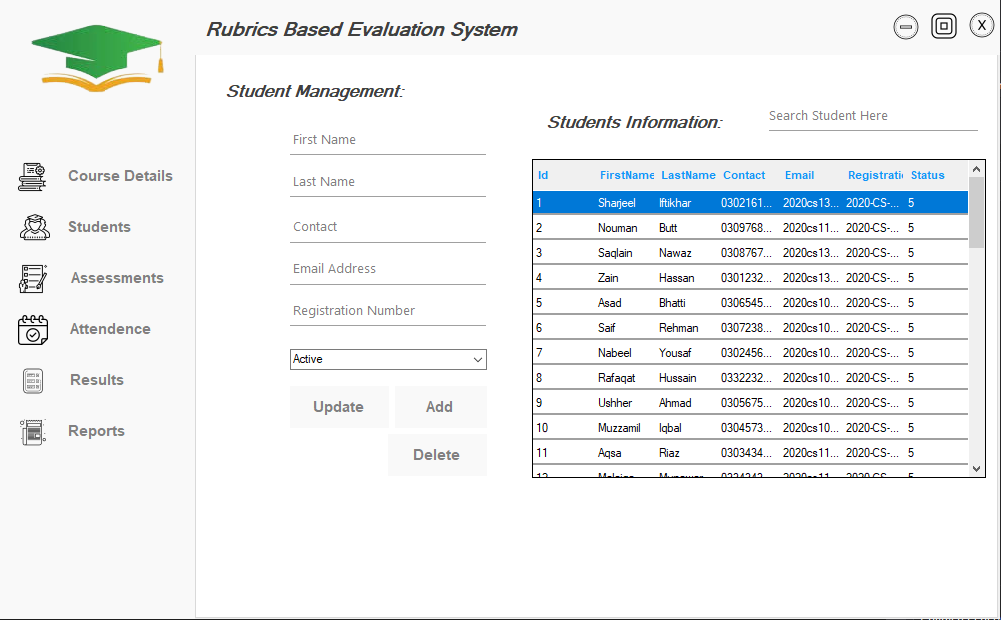 Rubrics Based Evaluation System
X
Course Details
Students
Assessments
Attendence
Results
Reports
Student Management:
First Name
Last Name
Contact
Email Address
Registration Number
Active
Update
Add
Delete
Students Information:
Search Student Here
Id FirstName LastName Contact Email Registratic Status
1 Sharjeel Iftikhar 0302161... 2020cs13... 2020-CS-... 5
2 Nouman Butt 0309768... 2020cs11... 2020-CS-... 5
3 Saqlain Nawaz 0308767... 2020cs13... 2020-CS-... 5
4 Zain Hassan 0301232... 2020cs13... 2020-CS-... 5
5 Asad Bhatti 0306545... 2020cs10... 2020-CS-... 5
6 Saif Rehman 0307238... 2020cs10... 2020-CS-... 5
7 Nabeel Yousaf 0302456... 2020cs10... 2020-CS-... 5
8 Rafaqat Hussain 0332232... 2020cs10... 2020-CS-... 5
9 Ushher Ahmad 0305675... 2020cs10... 2020-CS-... 5
10 Muzzamil Iqbal 0304573... 2020cs10... 2020-CS-... 5
11 Aqsa Riaz 0303434... 2020cs11... 2020-CS-... 5